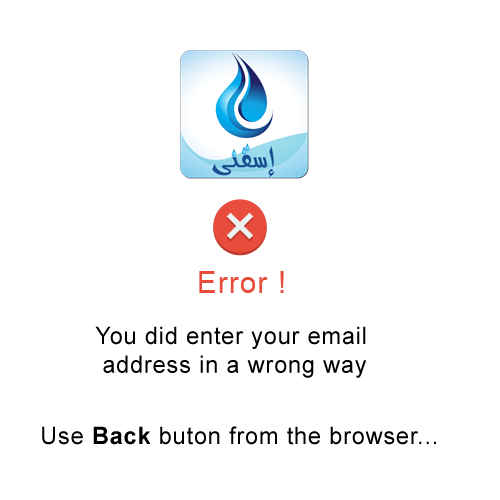 إسقني
Error !
You did enter your email
address in a wrong way
Use Back buton from the browser...